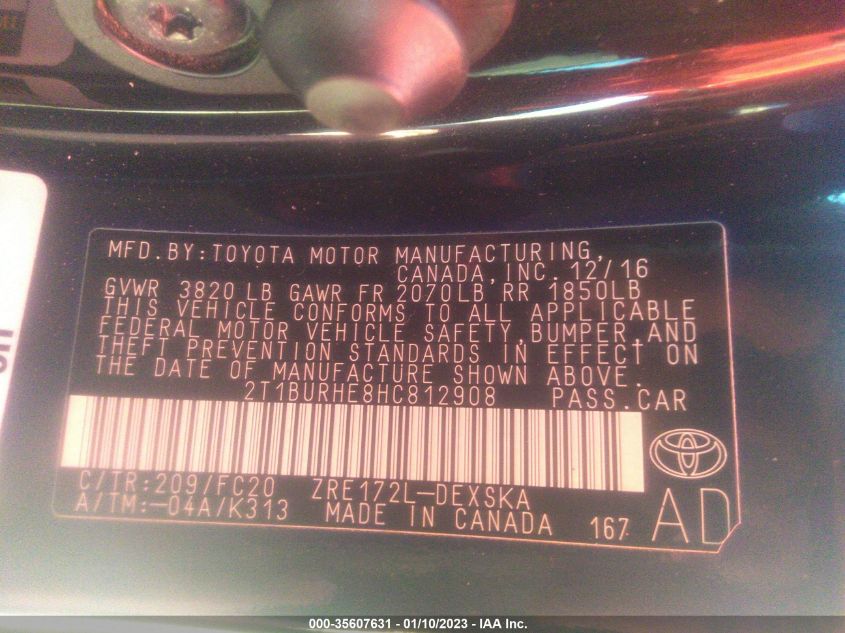 MFD.BY:TOYOTA MOTOR MANUFACTURING,
CANADA,INC. 12/16
GVWR 3820 LB GAWR FR 2070LB RR 1850LB
THIS VEHICLE CONFORMS TO ALL APPLICABLE
FEDERAL MOTOR VEHICLE SAFETY,BUMPER,AND
THEFT PREVENTION STANDARDS IN EFFECT ON
THE DATE OF MANUFACTURE SHOWN ABOVE.
2T1BURHE8HC812908 PASS.CAR
C/TR:209/FC20 ZRE172L-DEXSKA
A/TM:-04A/K313 MADE IN CANADA 167 AD
000-35607631 - 01/10/2023 - IAA Inc.